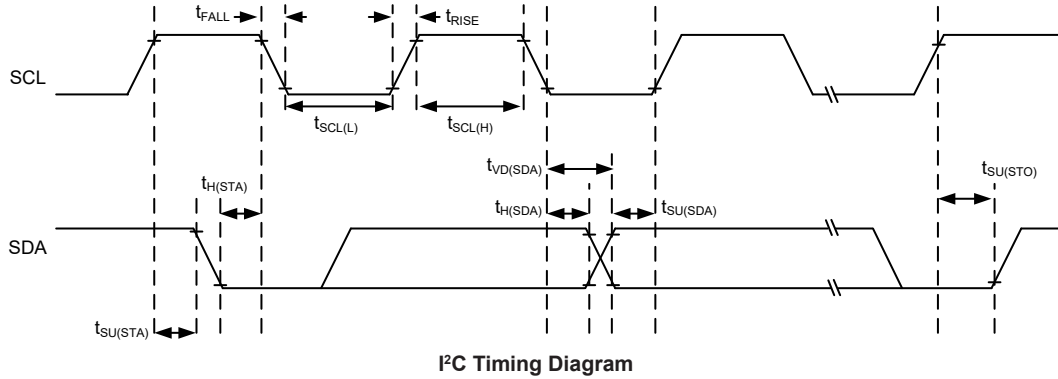 tFALL
tRISE
SCL
tSCL(L)
tSCL(H)
tVD(SDA)
tH(STA)
tSU(STO)
tH(SDA)
tSU(SDA)
SDA
tSU(STA)
I²C Timing Diagram